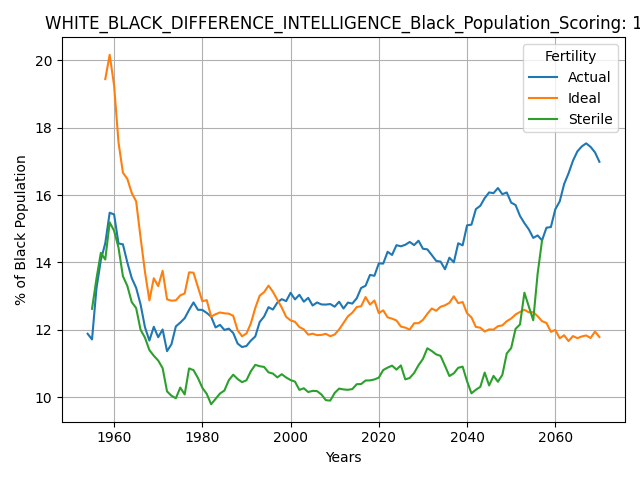 WHITE_BLACK_DIFFERENCE_INTELLIGENCE_Black_Population_Scoring: 1
Fertility
Actual
Ideal
Sterile
% of Black Population
20
18
16
14
12
10
1960
1980
2000
2020
2040
2060
Years